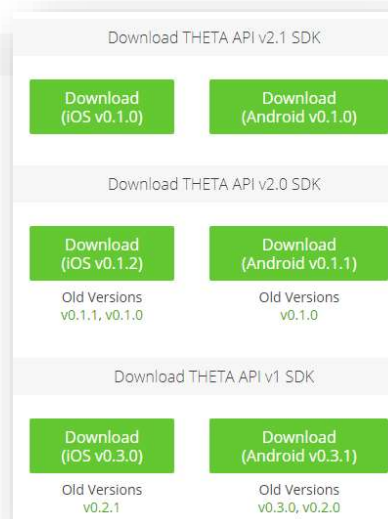 Download THETA API v2.1 SDK
Download
(iOS v0.1.0)
Download
(Android v0.1.0)
Download THETA API v2.0 SDK
Download
(iOS v0.1.2)
Download
(Android v0.1.1)
Old Versions
v0.1.1, v0.1.0
Old Versions
v0.1.0
Download THETA API v1 SDK
Download
(iOS v0.3.0)
Download
(Android v0.3.1)
Old Versions
v0.2.1
Old Versions
v0.3.0, v0.2.0